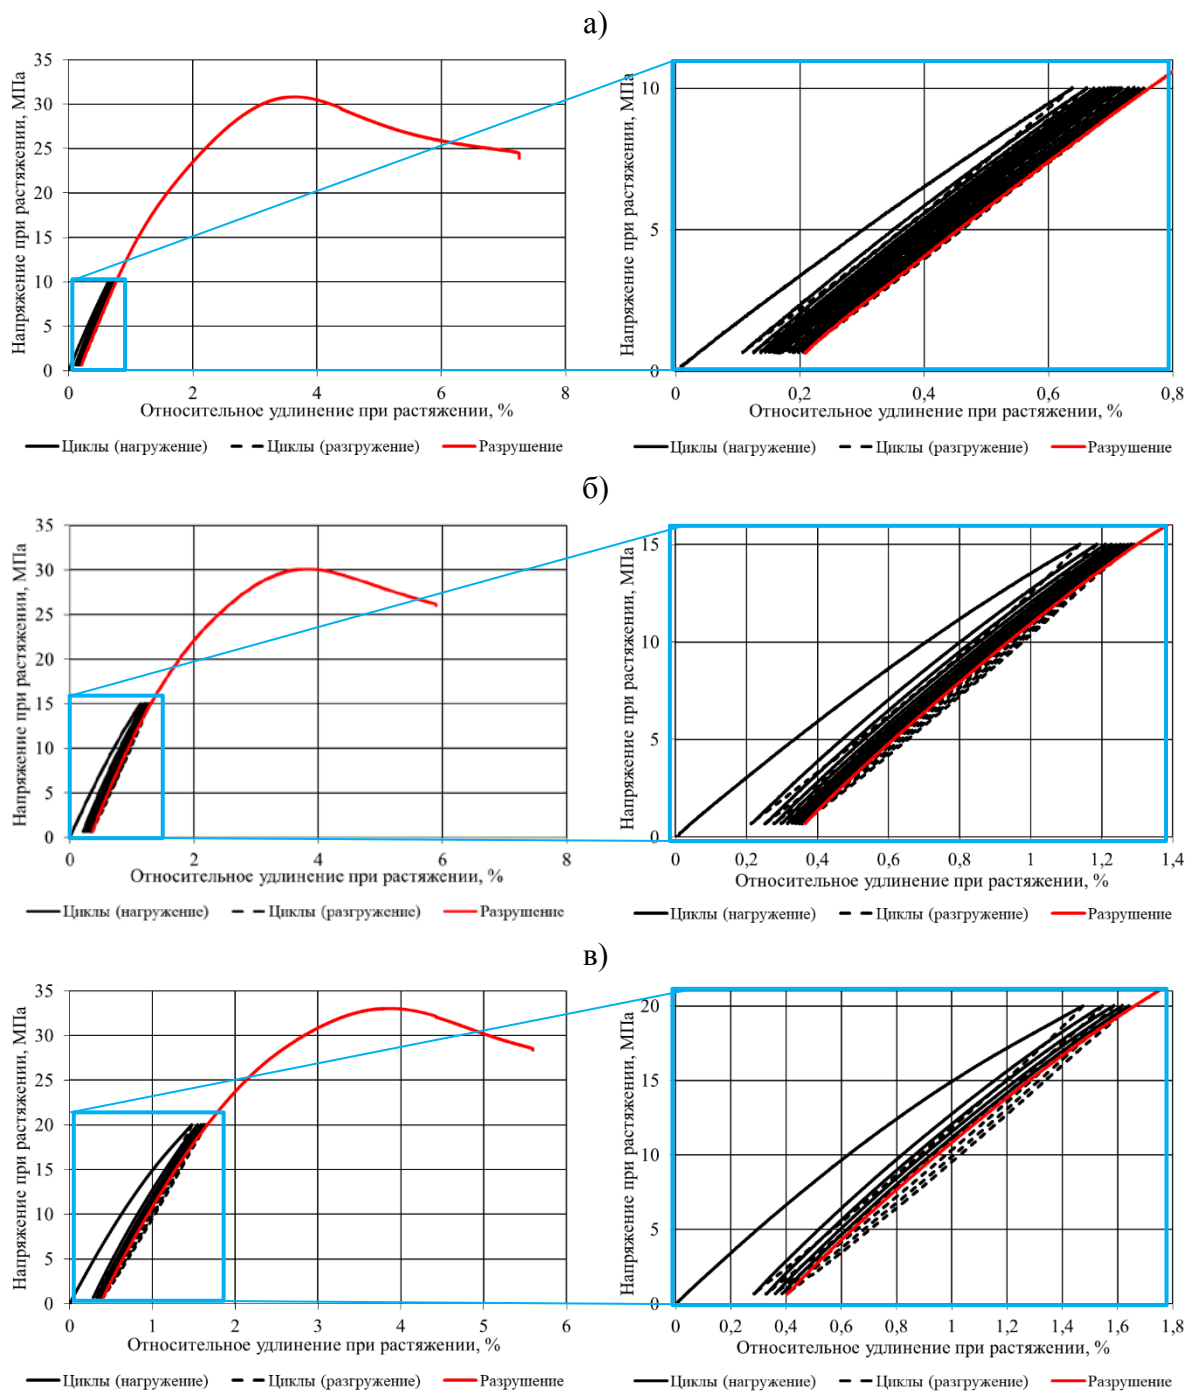 а)
Напряжение при растяжении, МПа
35
30
25
20
15
10
5
0
0 2 4 6 8
Относительное удлинение при растяжении, %
Циклы (нагружение) Циклы (разгружение) Разрушение
Напряжение при растяжении, МПа
10
5
0
0 0,2 0,4 0,6 0,8
Относительное удлинение при растяжении, %
Циклы (нагружение) Циклы (разгружение) Разрушение
б)
Напряжение при растяжении, МПа
35
30
25
20
15
10
5
0
0 2 4 6 8
Относительное удлинение при растяжении, %
Циклы (нагружение) Циклы (разгружение) Разрушение
Напряжение при растяжении, МПа
15
10
5
0
0 0,2 0,4 0,6 0,8 1 1,2 1,4
Относительное удлинение при растяжении, %
Циклы (нагружение) Циклы (разгружение) Разрушение
в)
Напряжение при растяжении, МПа
35
30
25
20
15
10
5
0
0 1 2 3 4 5 6
Относительное удлинение при растяжении, %
Циклы (нагружение) Циклы (разгружение) Разрушение
Напряжение при растяжении, МПа
20
15
10
5
0
0 0,2 0,4 0,6 0,8 1 1,2 1,4 1,6 1,8
Относительное удлинение при растяжении, %
Циклы (нагружение) Циклы (разгружение) Разрушение